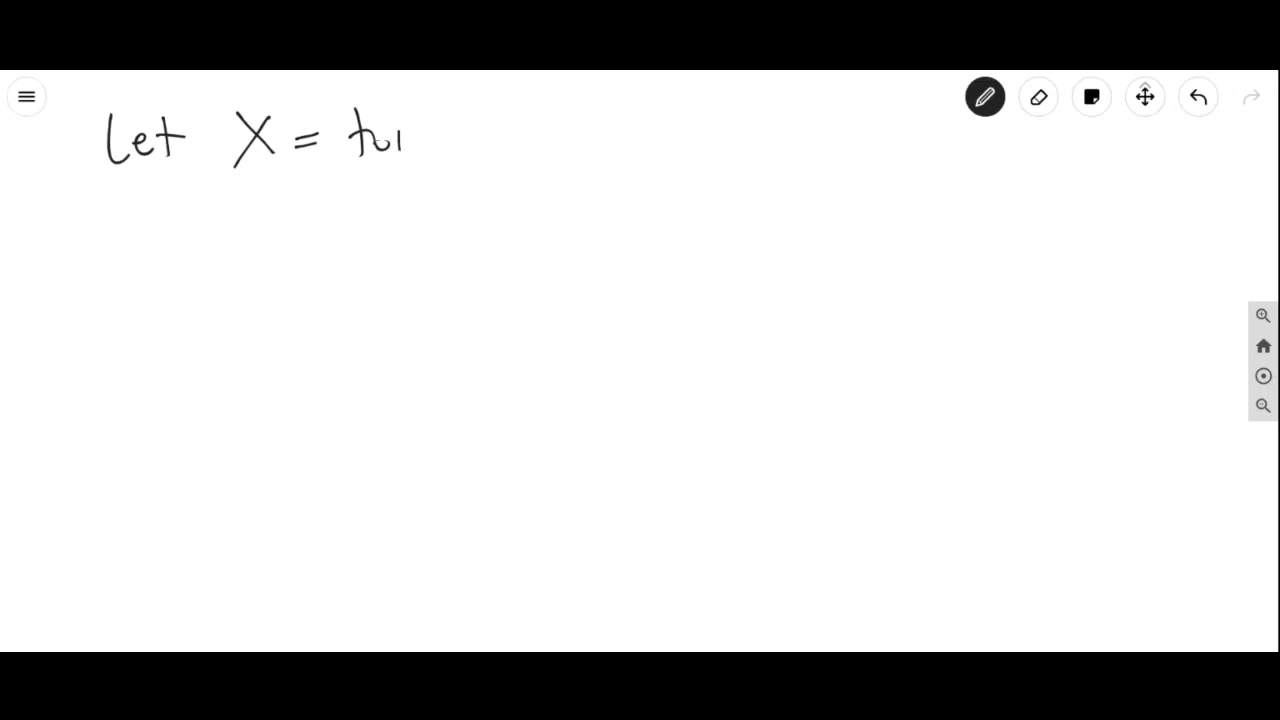 Let X =